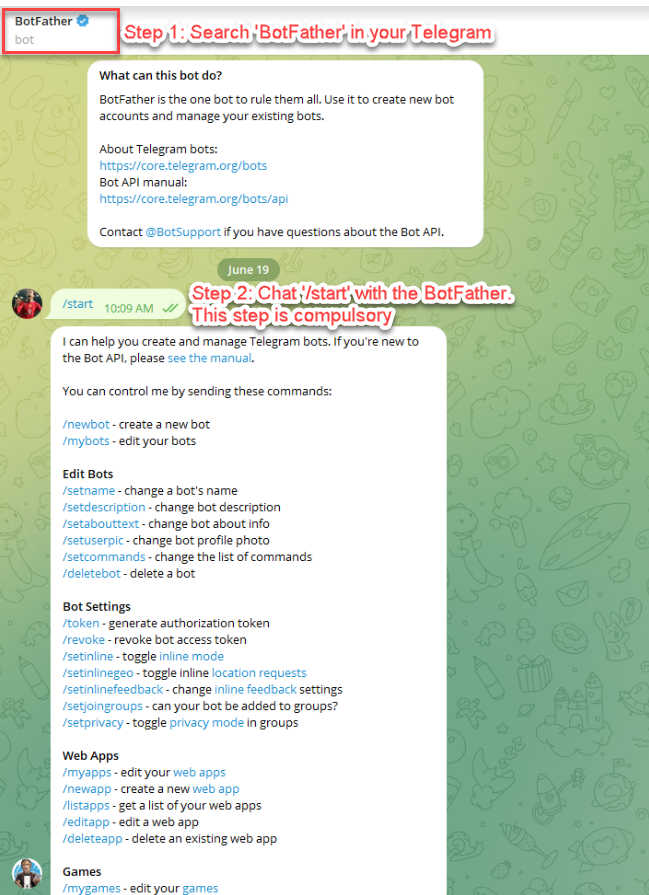 BotFather
bot
Step 1: Search 'BotFather' in your Telegram
What can this bot do?
BotFather is the one bot to rule them all. Use it to create new bot
accounts and manage your existing bots.
About Telegram bots:
https://core.telegram.org/bots
Bot API manual:
https://core.telegram.org/bots/api
Contact @BotSupport if you have questions about the Bot API.
June 19
/start 10:09 AM
Step 2: Chat '/start' with the BotFather.
This step is compulsory
I can help you create and manage Telegram bots. If you're new to
the Bot API, please see the manual.
You can control me by sending these commands:
/newbot - create a new bot
/mybots - edit your bots
Edit Bots
/setname - change a bot's name
/setdescription - change bot description
/setabouttext - change bot about info
/setuserpic - change bot profile photo
/setcommands - change the list of commands
/deletebot - delete a bot
Bot Settings
/token - generate authorization token
/revoke - revoke bot access token
/setinline - toggle inline mode
/setinlinegeo - toggle inline location requests
/setinlinefeedback - change inline feedback settings
/setjoingroups - can your bot be added to groups?
/setprivacy - toggle privacy mode in groups
Web Apps
/myapps - edit your web apps
/newapp - create a new web app
/listapps - get a list of your web apps
/editapp - edit a web app
/deleteapp - delete an existing web app
Games
/mygames - edit your games